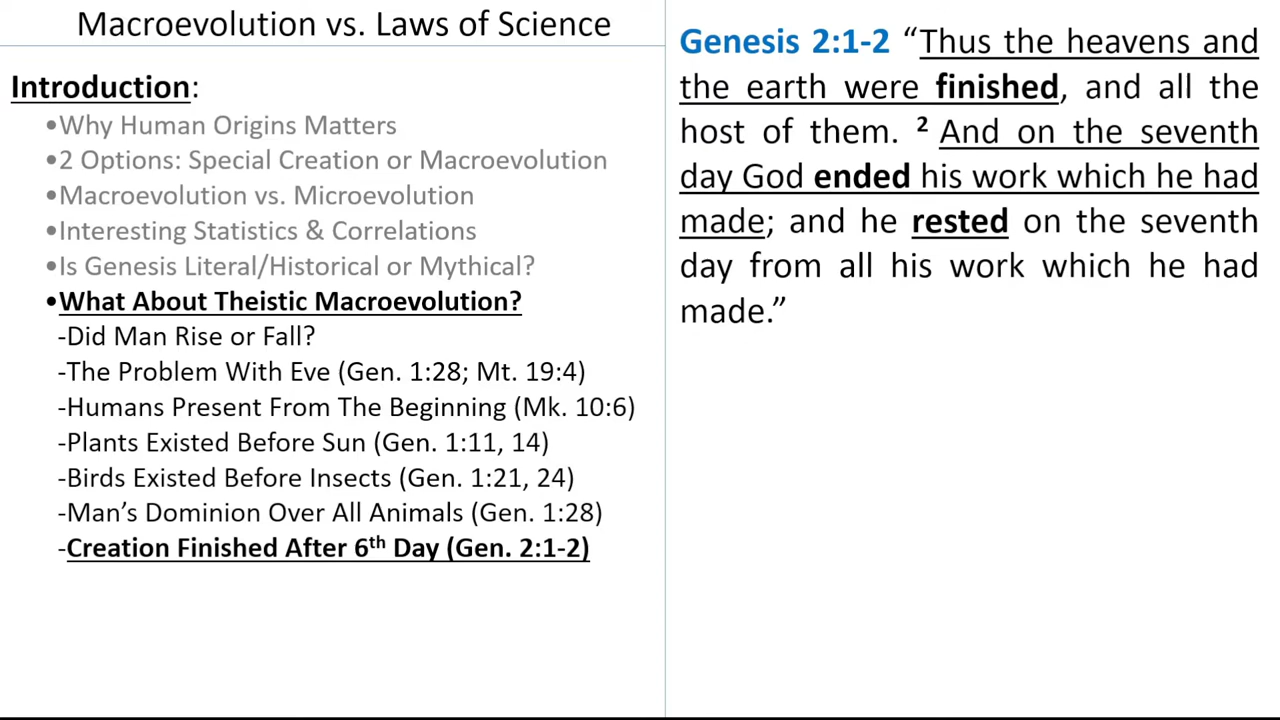 Macroevolution vs. Laws of Science
Introduction:
•Why Human Origins Matters
•2 Options: Special Creation or Macroevolution
•Macroevolution vs. Microevolution
•Interesting Statistics & Correlations
•Is Genesis Literal/Historical or Mythical?
•What About Theistic Macroevolution?
-Did Man Rise or Fall?
-The Problem With Eve (Gen. 1:28; Mt. 19:4)
-Humans Present From The Beginning (Mk. 10:6)
-Plants Existed Before Sun (Gen. 1:11, 14)
-Birds Existed Before Insects (Gen. 1:21, 24)
-Man’s Dominion Over All Animals (Gen. 1:28)
-Creation Finished After 6th Day (Gen. 2:1-2)
Genesis 2:1-2 “Thus the heavens and
the earth were finished, and all the
host of them. 2 And on the seventh
day God ended his work which he had
made; and he rested on the seventh
day from all his work which he had
made.”